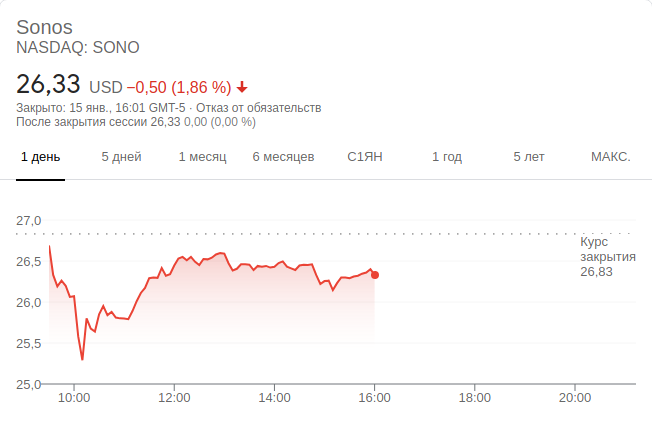 Sonos
NASDAQ: SONO
26,33 USD −0,50 (1,86 %)
Закрыто: 15 янв., 16:01 GMT-5 · Отказ от обязательств
После закрытия сессии 26,33 0,00 (0,00 %)
1 день 5 дней 1 месяц 6 месяцев С1ЯН 1 год 5 лет МАКС.
27,0
Курс
закрытия
26,83
26,5
26,0
25,5
25,0
10:00 12:00 14:00 16:00 18:00 20:00